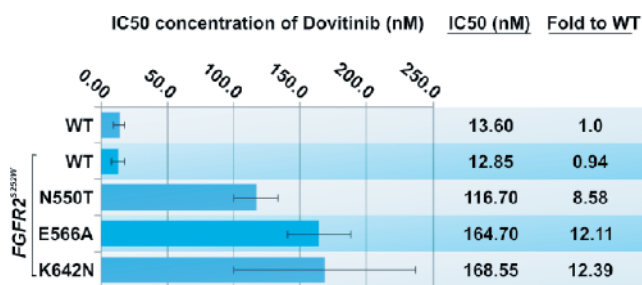 IC50 concentration of Dovitinib (nM) IC50 (nM) Fold to WT
0.00 50.0 100.0 150.0 200.0 250.0
WT 13.60 1.0
WT 12.85 0.94
N550T 116.70 8.58
E566A 164.70 12.11
K642N 168.55 12.39
FGFR2S252W